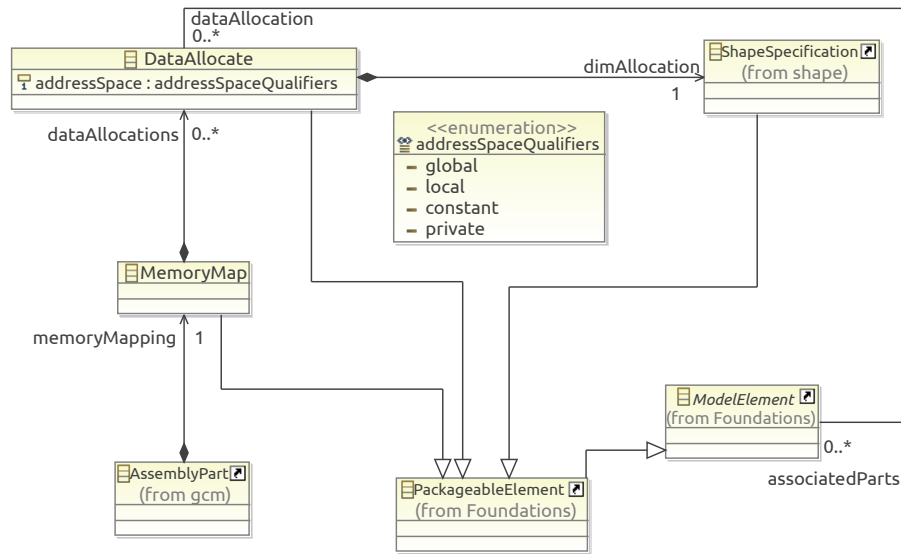 dataAllocation
0..*
DataAllocate
1 addressSpace : addressSpaceQualifiers
dimAllocation
1
ShapeSpecification
(from shape)
dataAllocations
0..*
<<enumeration>>
addressSpaceQualifiers
global
local
constant
private
MemoryMap
memoryMapping
1
ModelElement
(from Foundations)
0..*
associatedParts
AssemblyPart
(from gcm)
PackageableElement
(from Foundations)